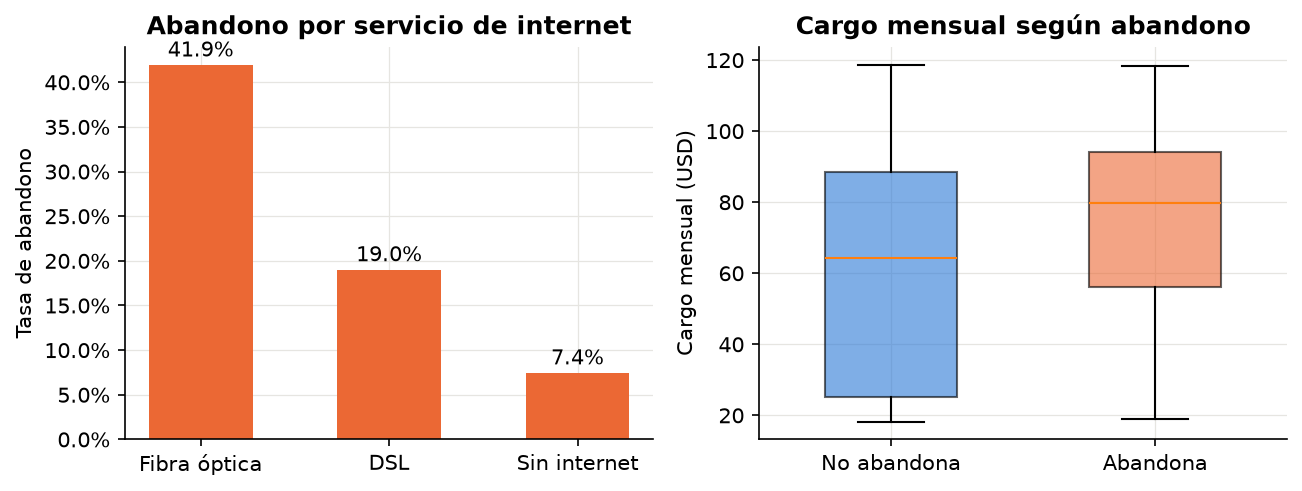 Abandono por servicio de internet
Tasa de abandono
40.0%
35.0%
30.0%
25.0%
20.0%
15.0%
10.0%
5.0%
0.0%
41.9%
19.0%
7.4%
Fibra óptica
DSL
Sin internet
Cargo mensual según abandono
Cargo mensual (USD)
120
100
80
60
40
20
No abandona
Abandona